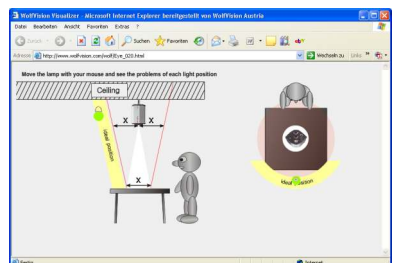 WolfVision Visualizer - Microsoft Internet Explorer bereitgestellt von WolfVision Austria
Datei Bearbeiten Ansicht Favoriten Extras ?
Zurück Suchen Favoriten
Adresse http://www.wolfvision.com/wolf/Eye_020.html Wechseln zu Links »
Move the lamp with your mouse and see the problems of each light position
Ceiling
X X
ideal position
X
ideal position
Fertig Internet